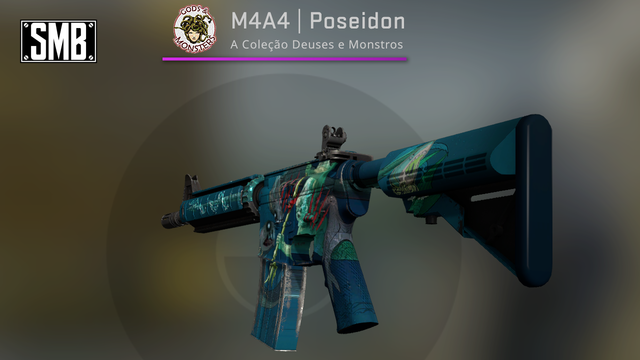 SMB
GODS &
MONSTERS
M4A4 | Poseidon
A Coleção Deuses e Monstros